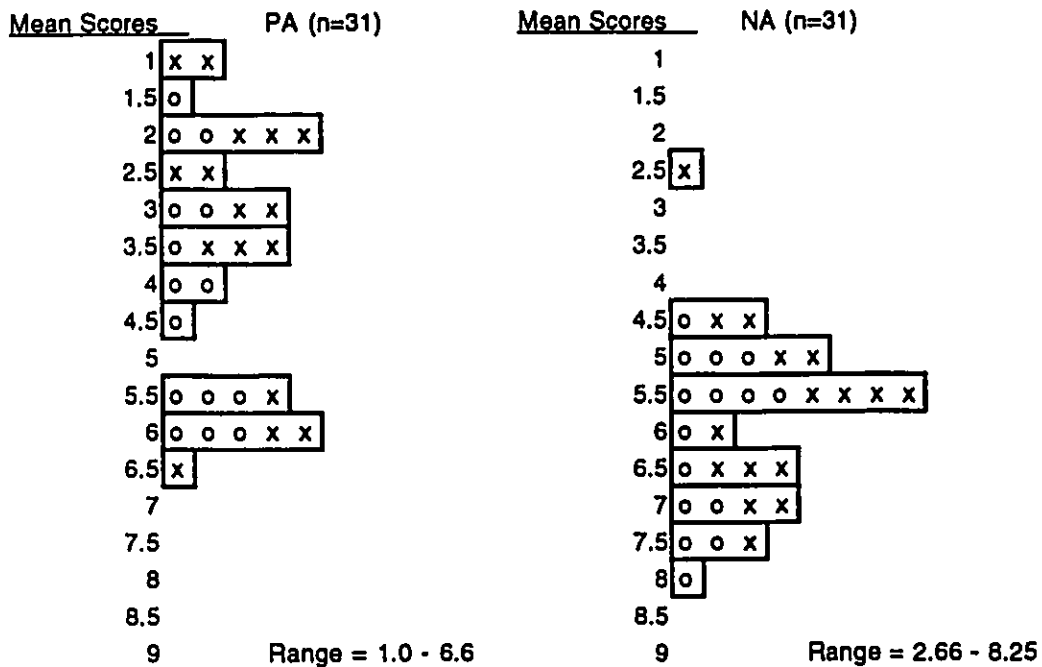 Mean Scores PA (n=31)
1 x x
1.5 o
2 o o x x x
2.5 x x
3 o o x x
3.5 o x x x
4 o o
4.5 o
5
5.5 o o o x
6 o o o x x
6.5 x
7
7.5
8
8.5
9 Range = 1.0 - 6.6
Mean Scores NA (n=31)
1
1.5
2
2.5 x
3
3.5
4
4.5 o x x
5 o o o x x
5.5 o o o o x x x x
6 o x
6.5 o x x x
7 o o x x
7.5 o o x
8 o
8.5
9 Range = 2.66 - 8.25